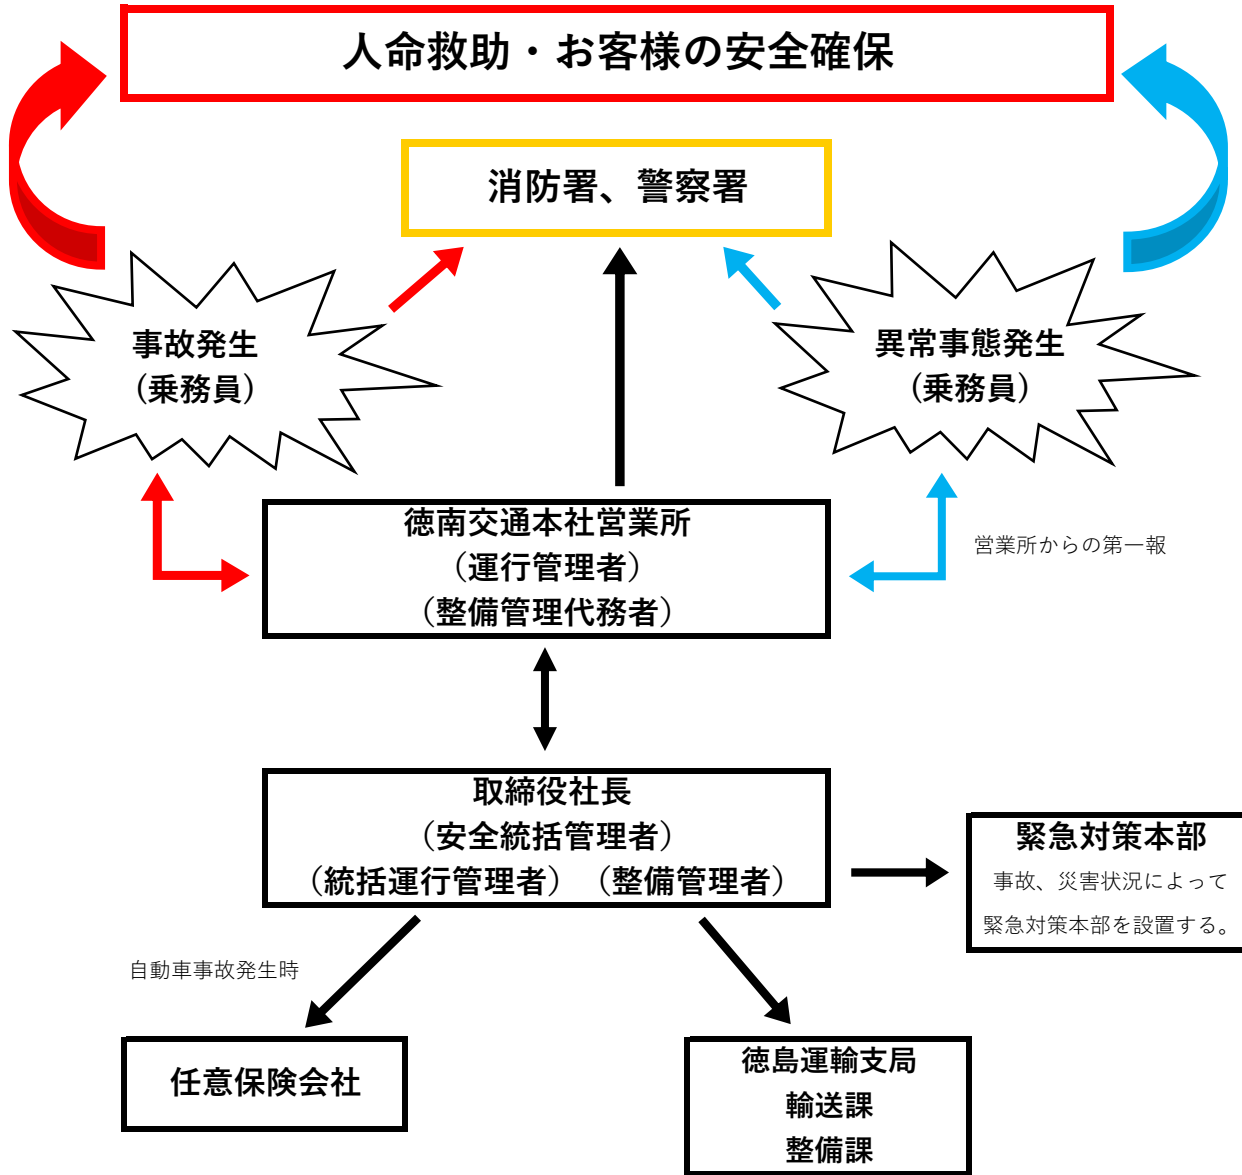 人命救助・お客様の安全確保
消防署、警察署
事故発生
(乗務員)
異常事態発生
(乗務員)
徳南交通本社営業所
（運行管理者）
（整備管理代務者）
営業所からの第一報
取締役社長
（安全統括管理者）
（統括運行管理者）（整備管理者）
緊急対策本部
事故、災害状況によって
緊急対策本部を設置する。
自動車事故発生時
任意保険会社
徳島運輸支局
輸送課
整備課